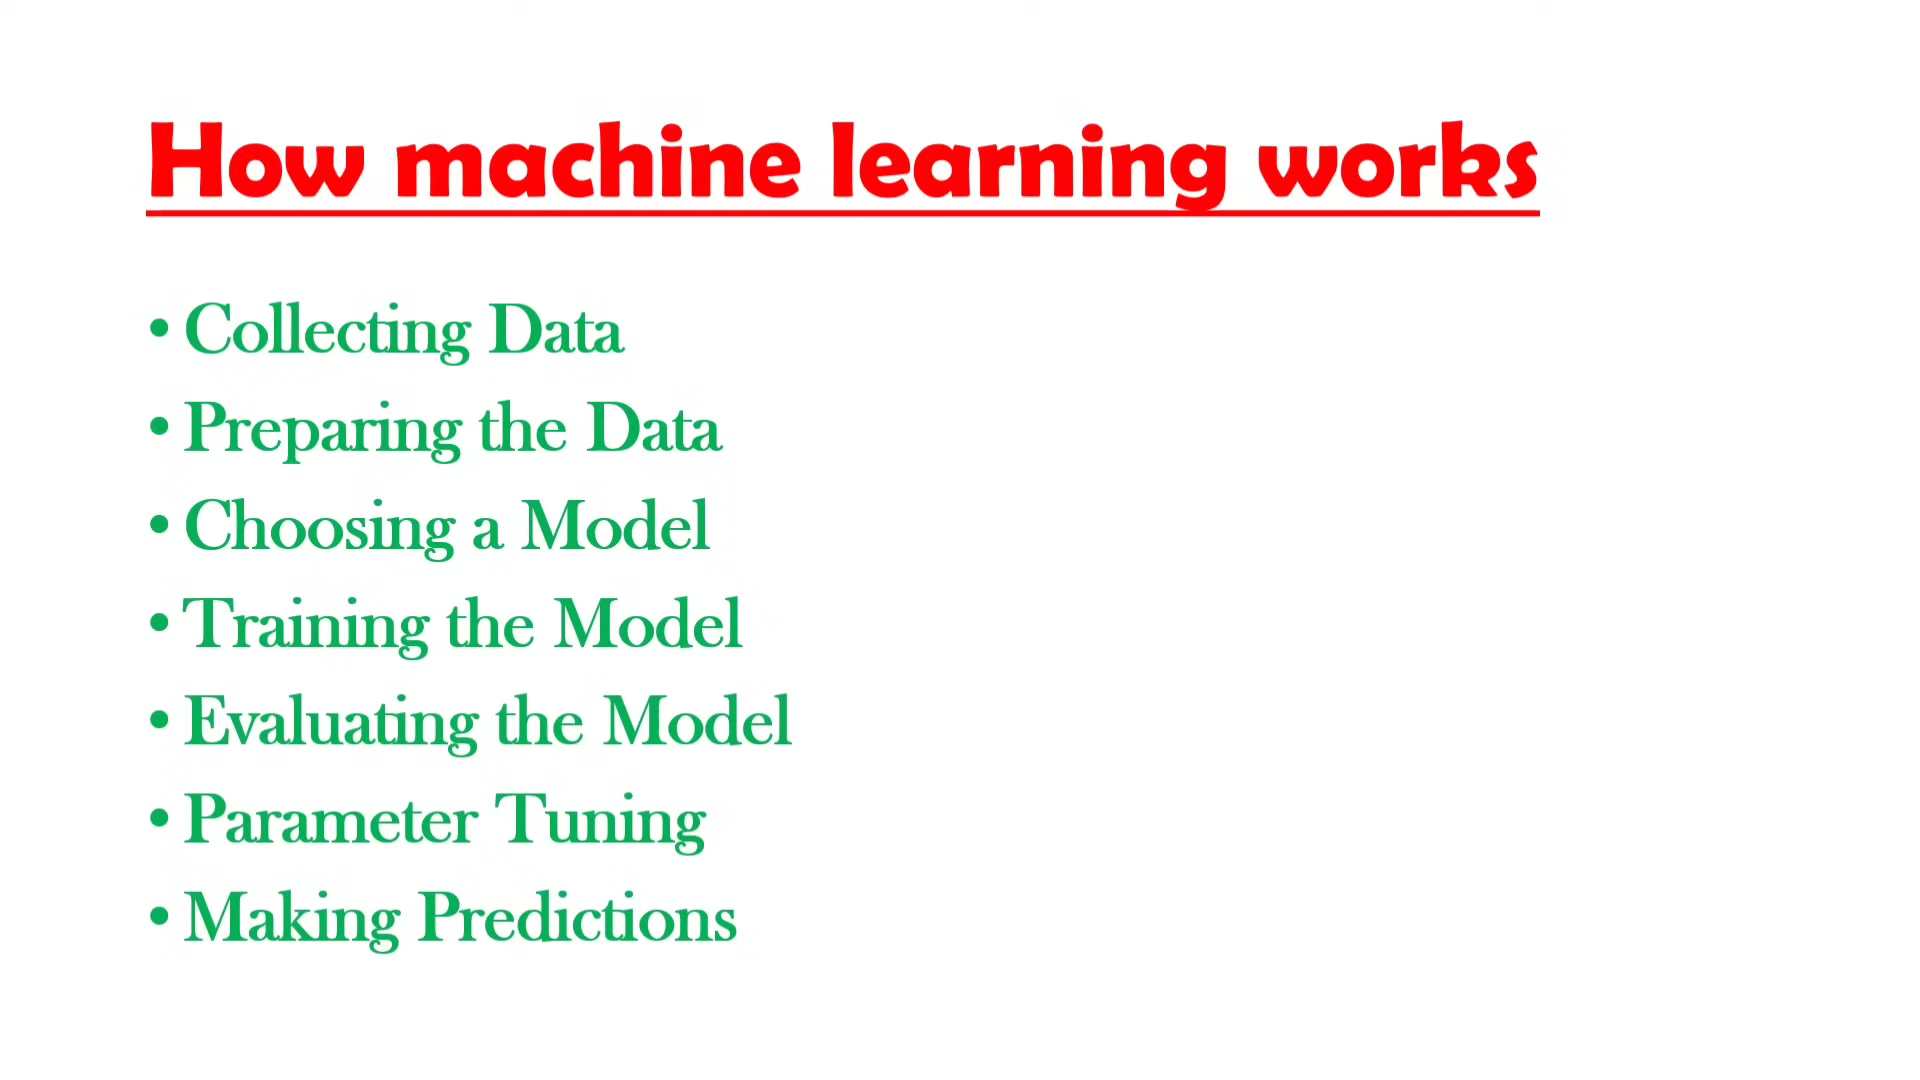 How machine learning works
• Collecting Data
• Preparing the Data
• Choosing a Model
• Training the Model
• Evaluating the Model
• Parameter Tuning
• Making Predictions